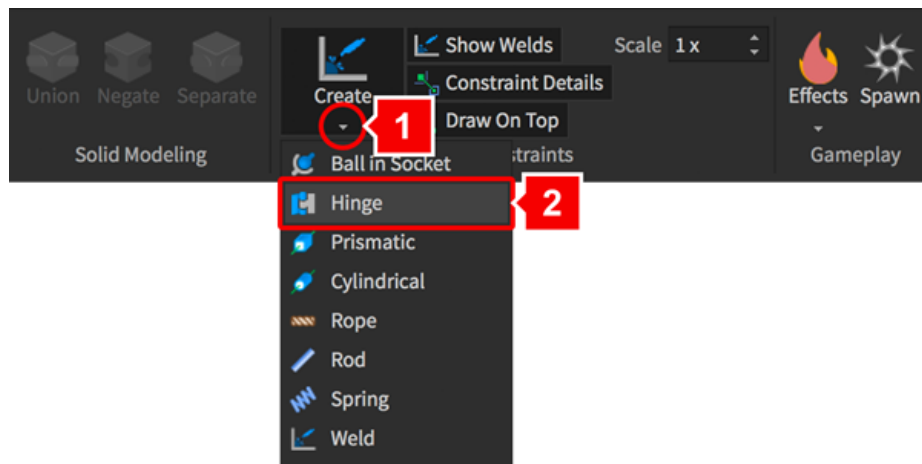 Union Negate Separate
Solid Modeling
Create
Show Welds
Constraint Details
Draw On Top
Scale 1x
straints
Effects Spawn
Gameplay
1
Ball in Socket
Hinge
2
Prismatic
Cylindrical
Rope
Rod
Spring
Weld